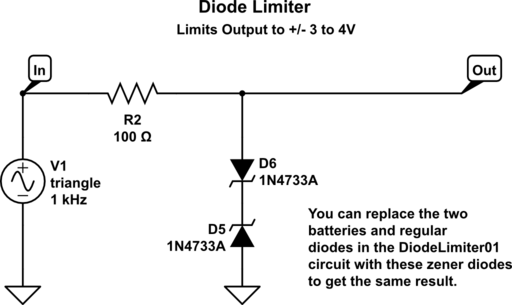 Diode Limiter
Limits Output to +/- 3 to 4V
In
Out
R2
100 Ω
V1
triangle
1 kHz
D6
1N4733A
D5
1N4733A
You can replace the two
batteries and regular
diodes in the DiodeLimiter01
circuit with these zener diodes
to get the same result.